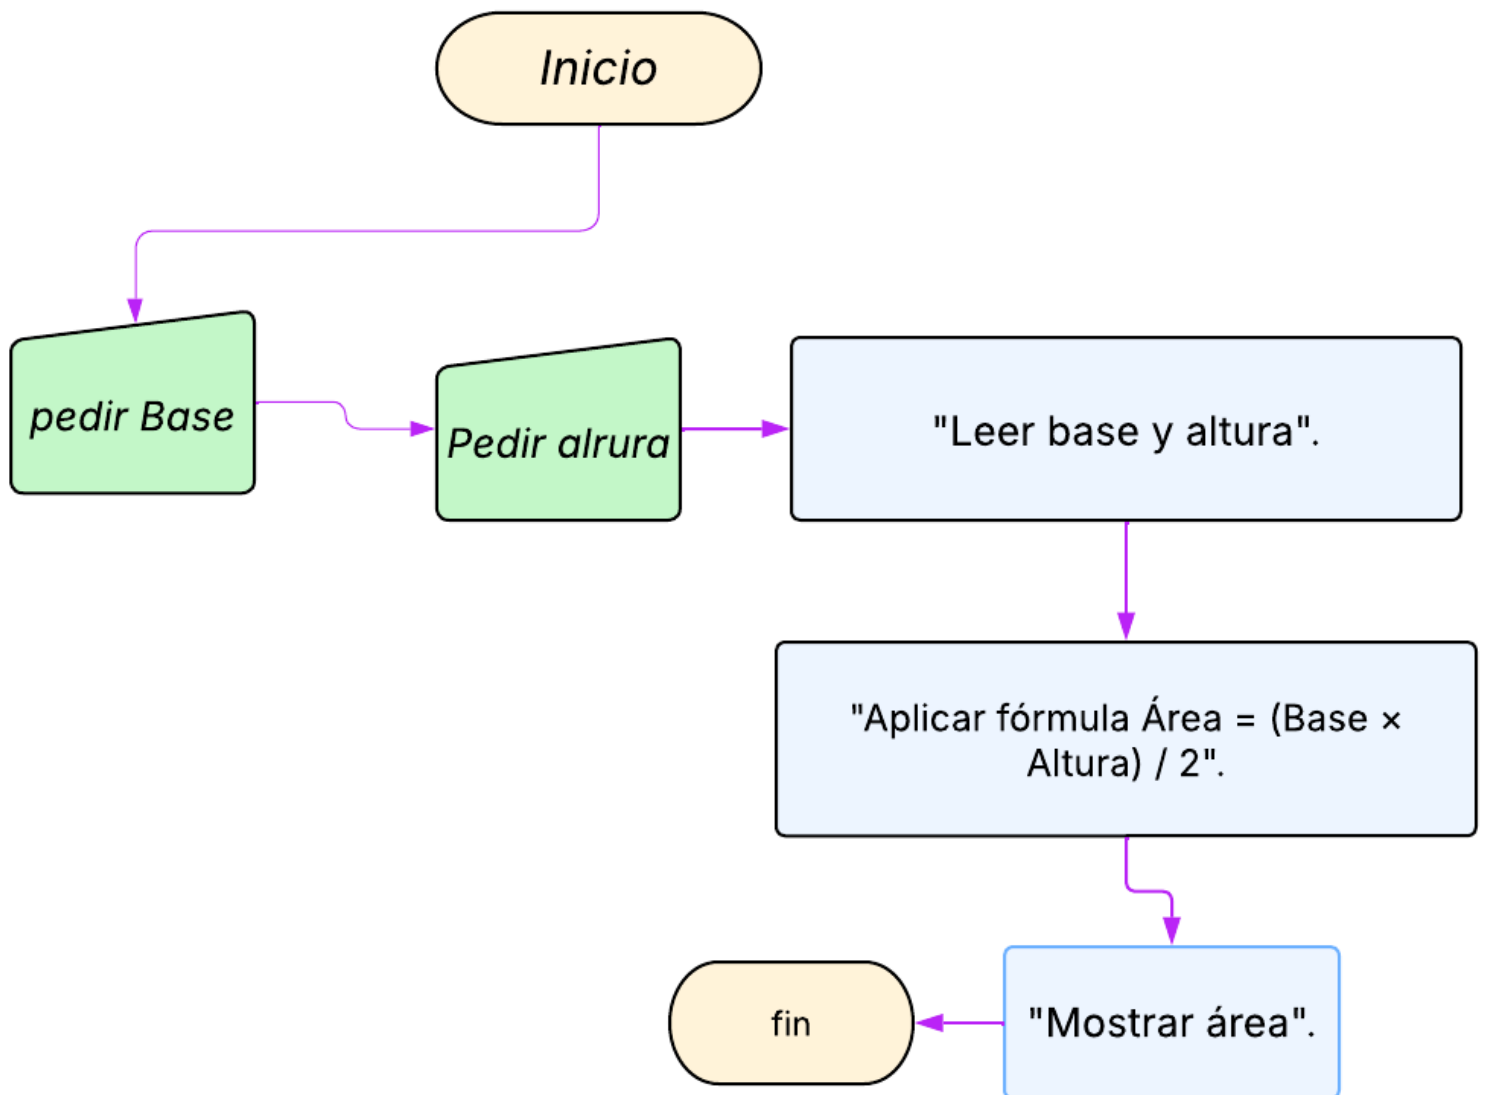 Inicio
pedir Base
Pedir alrura
"Leer base y altura".
"Aplicar fórmula Área = (Base ×
Altura) / 2".
"Mostrar área".
fin